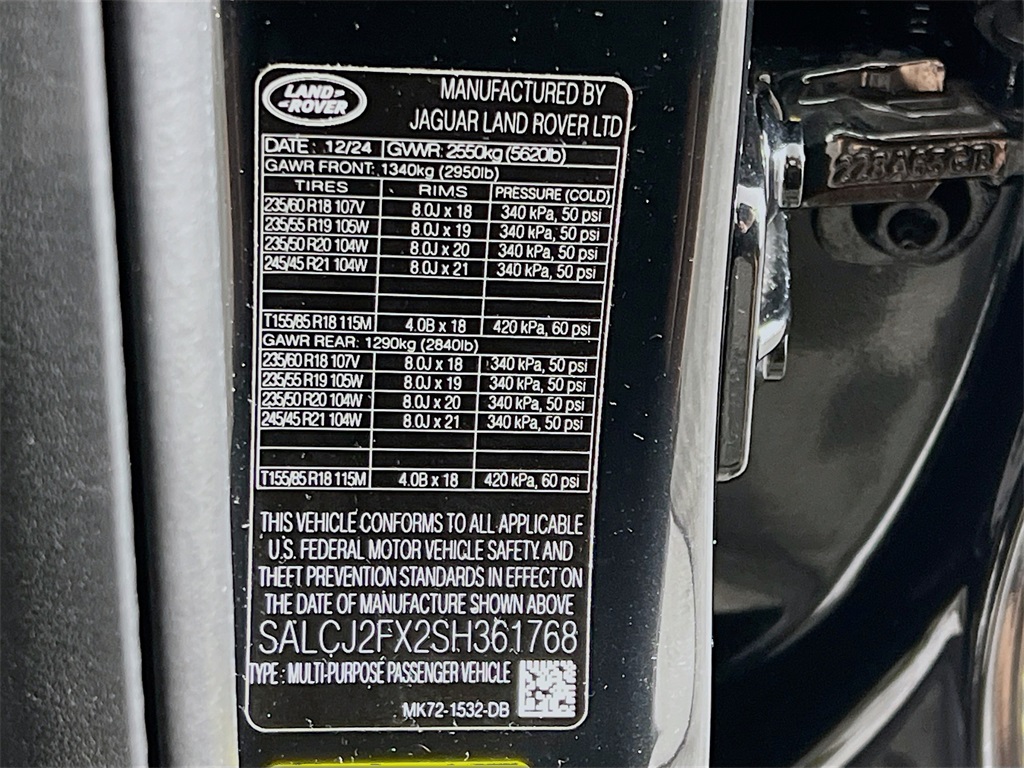 LAND-
-ROVER
MANUFACTURED BY
JAGUAR LAND ROVER LTD
DATE: 12/24 GVWR: 2550kg (5620lb)
GAWR FRONT: 1340kg (2950lb)
TIRES RIMS PRESSURE (COLD)
235/60 R18 107V 8.0J x 18 340 kPa, 50 psi
235/55 R19 105W 8.0J x 19 340 kPa, 50 psi
235/50 R20 104W 8.0J x 20 340 kPa, 50 psi
245/45 R21 104W 8.0J x 21 340 kPa, 50 psi
T155/85 R18 115M 4.0B x 18 420 kPa, 60 psi
GAWR REAR: 1290kg (2840lb)
235/60 R18 107V 8.0J x 18 340 kPa, 50 psi
235/55 R19 105W 8.0J x 19 340 kPa, 50 psi
235/50 R20 104W 8.0J x 20 340 kPa, 50 psi
245/45 R21 104W 8.0J x 21 340 kPa, 50 psi
T155/85 R18 115M 4.0B x 18 420 kPa, 60 psi
THIS VEHICLE CONFORMS TO ALL APPLICABLE
U.S. FEDERAL MOTOR VEHICLE SAFETY AND
THEFT PREVENTION STANDARDS IN EFFECT ON
THE DATE OF MANUFACTURE SHOWN ABOVE
SALCJ2FX2SH361768
TYPE : MULTI-PURPOSE PASSENGER VEHICLE
MK72-1532-DB